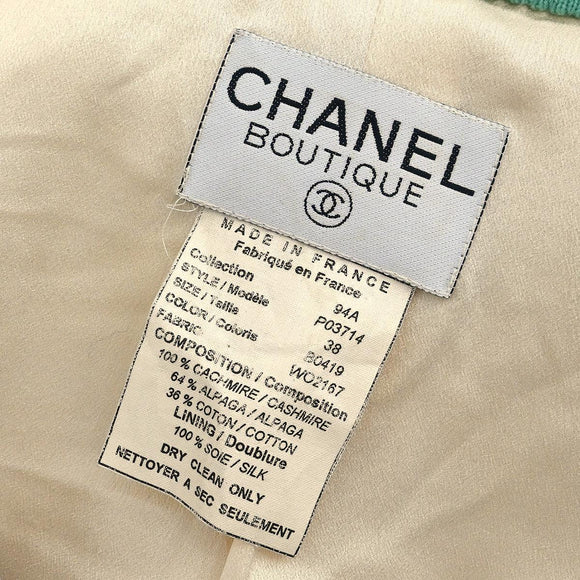 CHANEL
BOUTIQUE
MADE IN FRANCE
Fabriqué en France
Collection 94A
STYLE / Modèle P03714
SIZE / Taille 38
COLOR / Coloris B0419
FABRIC WO2167
COMPOSITION / Composition
100 % CACHMIRE / CASHMIRE
64 % ALPAGA / ALPAGA
36 % COTON / COTTON
LINING / Doublure
100 % SOIE / SILK
DRY CLEAN ONLY
NETTOYER A SEC SEULEMENT